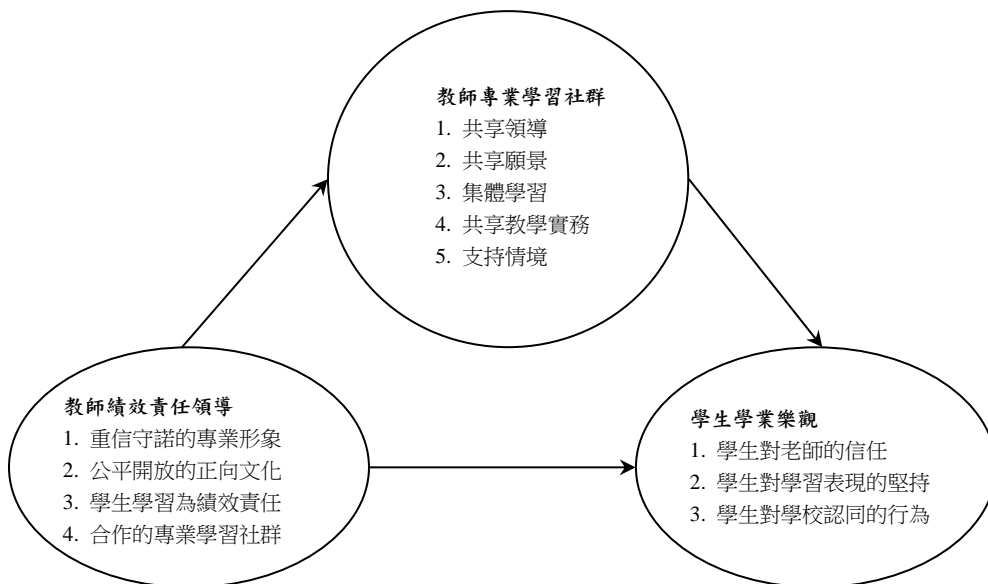 教師專業學習社群
1. 共享領導
2. 共享願景
3. 集體學習
4. 共享教學實務
5. 支持情境
教師績效責任領導
1. 重信守諾的專業形象
2. 公平開放的正向文化
3. 學生學習為績效責任
4. 合作的專業學習社群
學生學業樂觀
1. 學生對老師的信任
2. 學生對學習表現的堅持
3. 學生對學校認同的行為